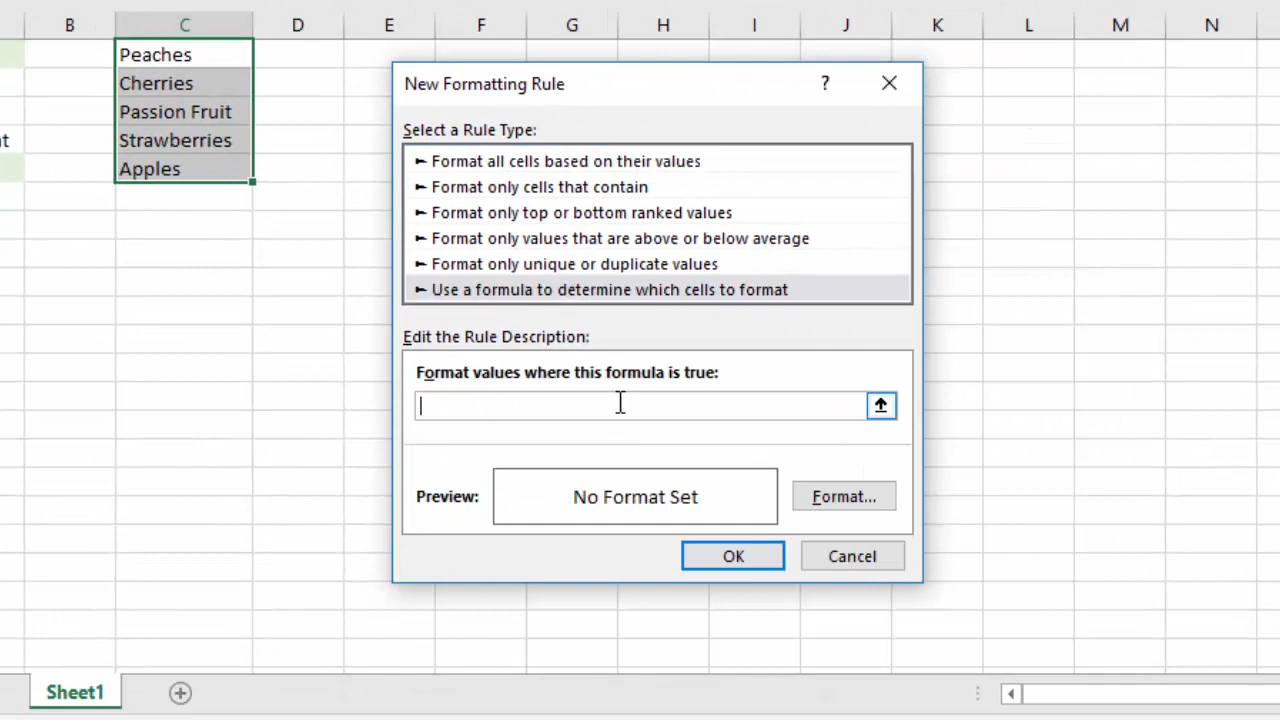 B C D E F G H I J K L M N
Peaches
Cherries
Passion Fruit
t
Strawberries
Apples
New Formatting Rule ?
Select a Rule Type:
► Format all cells based on their values
► Format only cells that contain
► Format only top or bottom ranked values
► Format only values that are above or below average
► Format only unique or duplicate values
► Use a formula to determine which cells to format
Edit the Rule Description:
Format values where this formula is true:
Preview:
No Format Set
Format...
OK
Cancel
Sheet1